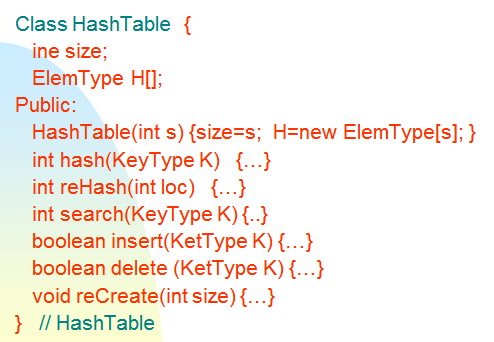 Class HashTable {
ine size;
ElemType H[];
Public:
HashTable(int s) {size=s; H=new ElemType[s]; }
int hash(KeyType K) {…}
int reHash(int loc) {…}
int search(KeyType K) {..}
boolean insert(KetType K) {…}
boolean delete (KetType K) {…}
void reCreate(int size) {…}
} // HashTable